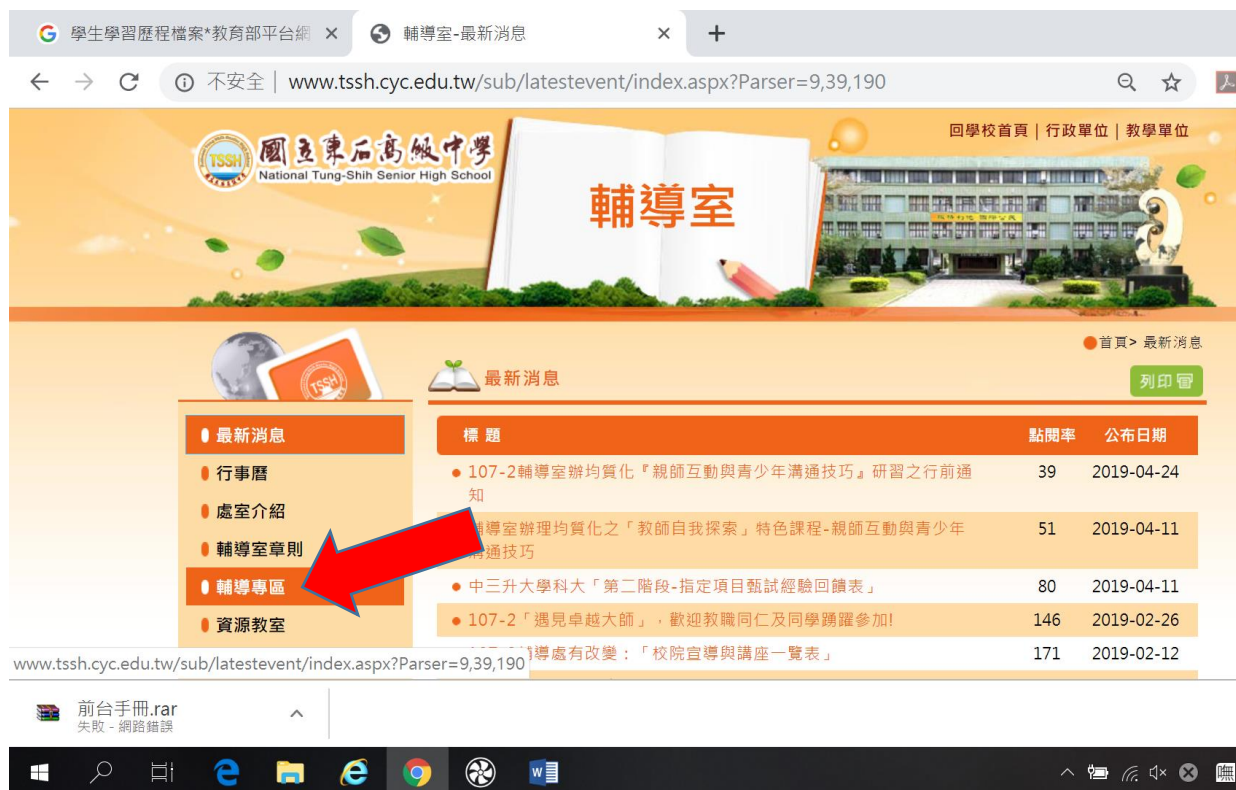 學生學習歷程檔案*教育部平台網
輔導室-最新消息
不安全 | www.tssh.cyc.edu.tw/sub/latestevent/index.aspx?Parser=9,39,190
回學校首頁 | 行政單位 | 教學單位
TSSH
國立東石高級中學
National Tung-Shih Senior High School
輔導室
首頁> 最新消息
TSSH
最新消息
列印
最新消息
行事曆
處室介紹
輔導室章則
輔導專區
資源教室
標 題 點閱率 公布日期
107-2輔導室辦均質化『親師互動與青少年溝通技巧』研習之行前通 39 2019-04-24
知
輔導室辦理均質化之「教師自我探索」特色課程-親師互動與青少年 51 2019-04-11
溝通技巧
中三升大學科大「第二階段-指定項目甄試經驗回饋表」 80 2019-04-11
107-2「遇見卓越大師」，歡迎教職同仁及同學踴躍參加! 146 2019-02-26
導處有改變：「校院宣導與講座一覽表」 171 2019-02-12
www.tssh.cyc.edu.tw/sub/latestevent/index.aspx?Parser=9,39,190
前台手冊.rar
失敗 - 網路錯誤